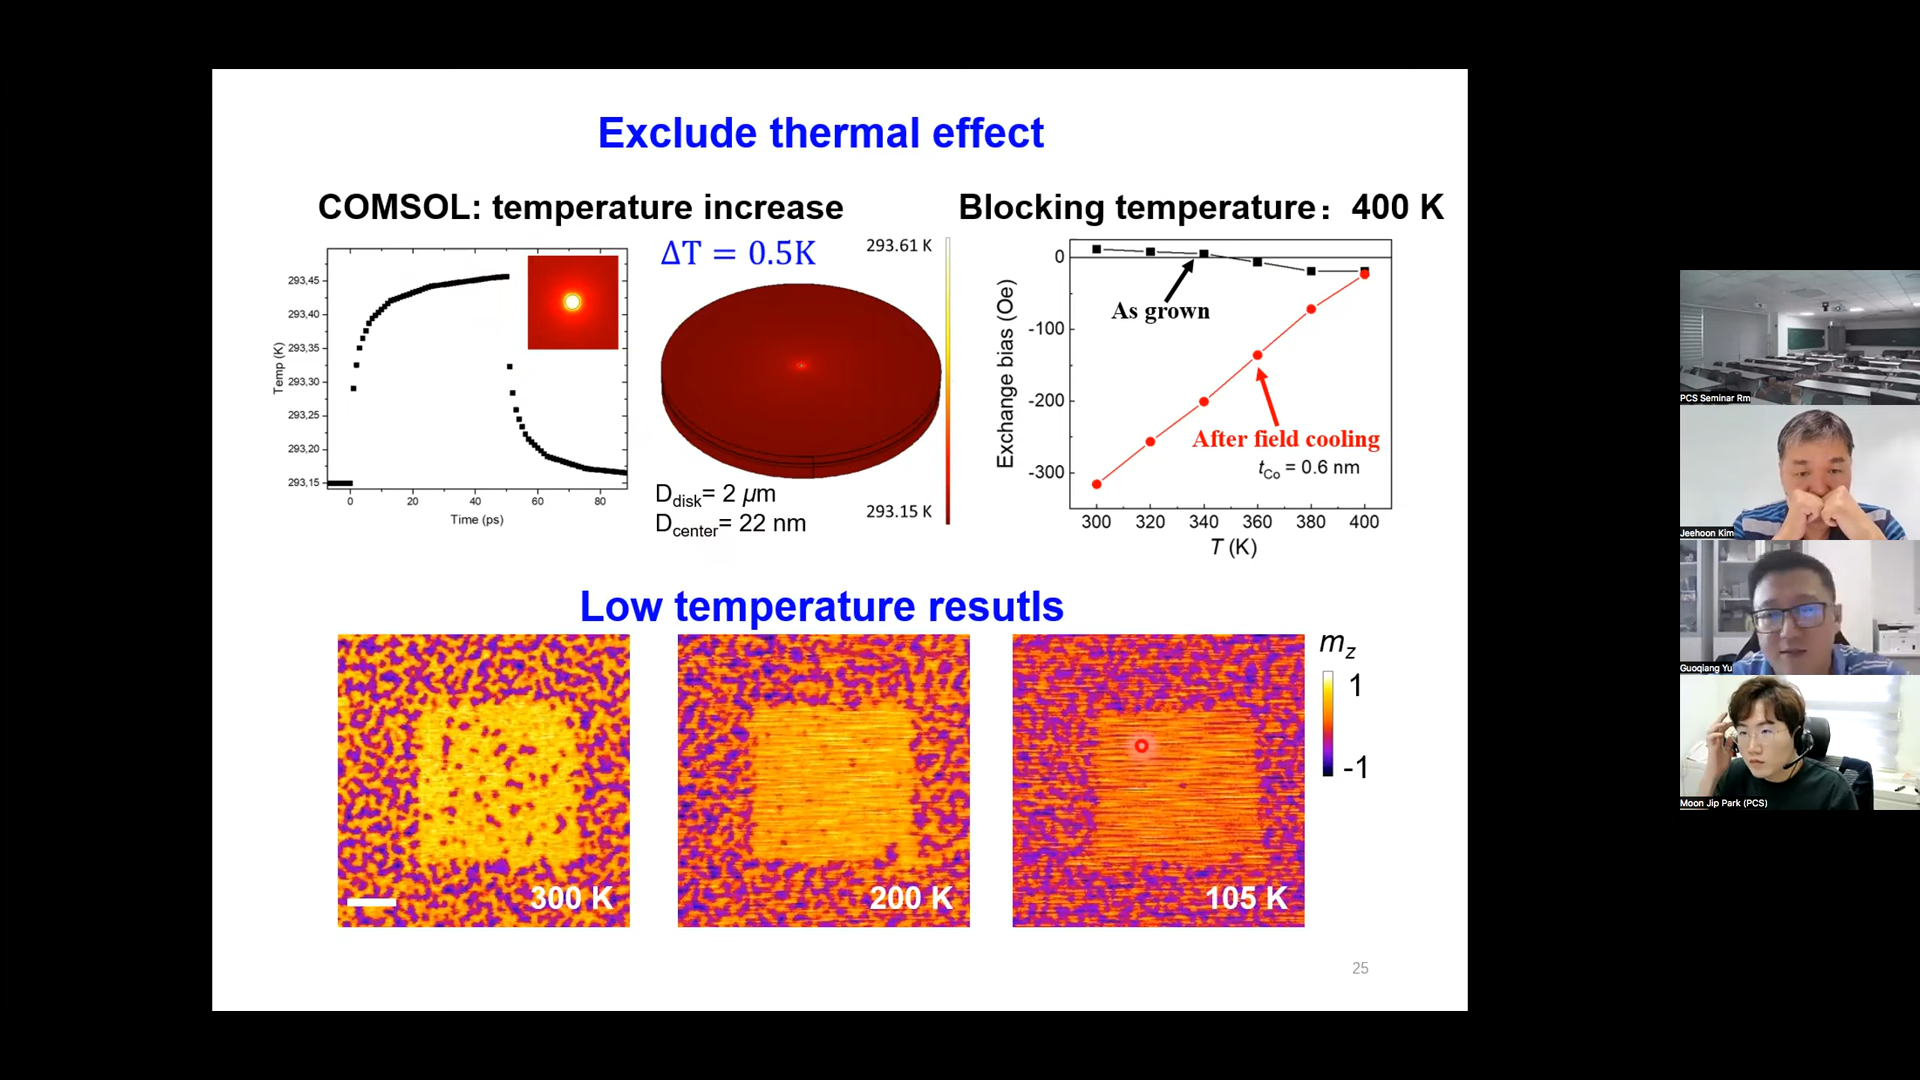 Exclude thermal effect
COMSOL: temperature increase
Blocking temperature：400 K
293,45
293,40
293,35
293,30
293,25
293,20
293,15
Temp (K)
0
20
40
60
80
Time (ps)
ΔT = 0.5K
293.61 K
293.15 K
D_disk= 2 μm
D_center= 22 nm
0
-100
-200
-300
Exchange bias (Oe)
As grown
After field cooling
t_Co = 0.6 nm
300
320
340
360
380
400
T (K)
Low temperature resutls
300 K
200 K
105 K
m_z
1
-1
25
PCS Seminar Rm
Jeehoon Kim
Guoqiang Yu
Moon Jip Park (PCS)